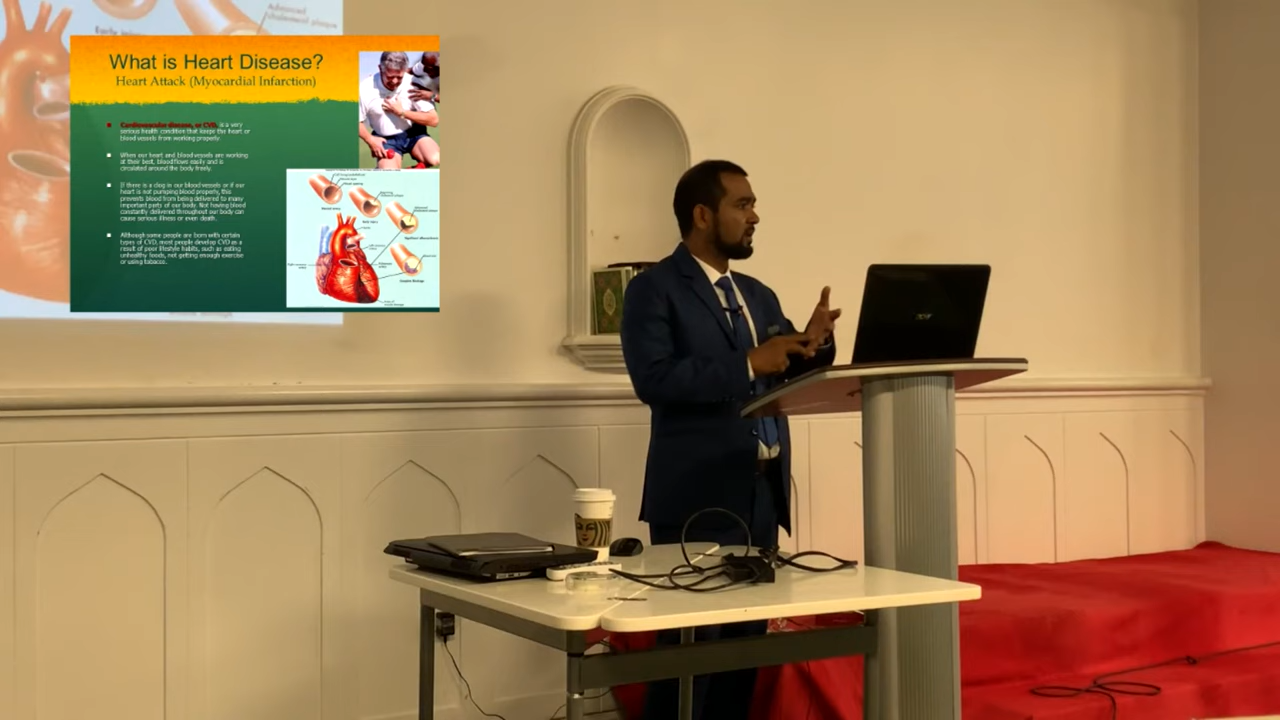 Advanced
cholesterol plaque
What is Heart Disease?
Heart Attack (Myocardial Infarction)
Cardiovascular disease, or CVD, is a very
serious health condition that keeps the heart or
blood vessels from working properly.
When our heart and blood vessels are working
at their best, blood flows easily and is
circulated around the body freely.
If there is a clog in our blood vessels or if our
heart is not pumping blood properly, this
prevents blood from being delivered to many
important parts of our body. Not having blood
constantly delivered throughout our body can
cause serious illness or even death.
Although some people are born with certain
types of CVD, most people develop CVD as a
result of poor lifestyle habits, such as eating
unhealthy foods, not getting enough exercise
or using tobacco.
acer